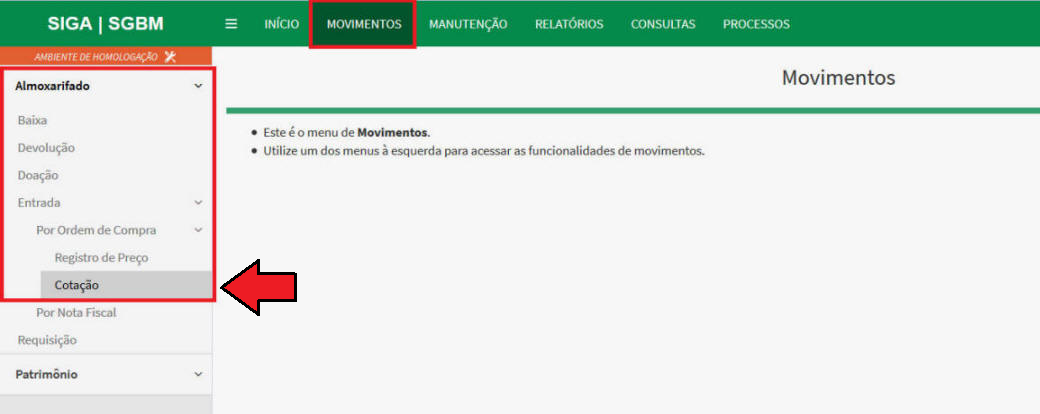 SIGA | SGBM
INÍCIO
MOVIMENTOS
MANUTENÇÃO
RELATÓRIOS
CONSULTAS
PROCESSOS
AMBIENTE DE HOMOLOGAÇÃO
Almoxarifado
Baixa
Devolução
Doação
Entrada
Por Ordem de Compra
Registro de Preço
Cotação
Por Nota Fiscal
Requisição
Patrimônio
Movimentos
• Este é o menu de Movimentos.
• Utilize um dos menus à esquerda para acessar as funcionalidades de movimentos.